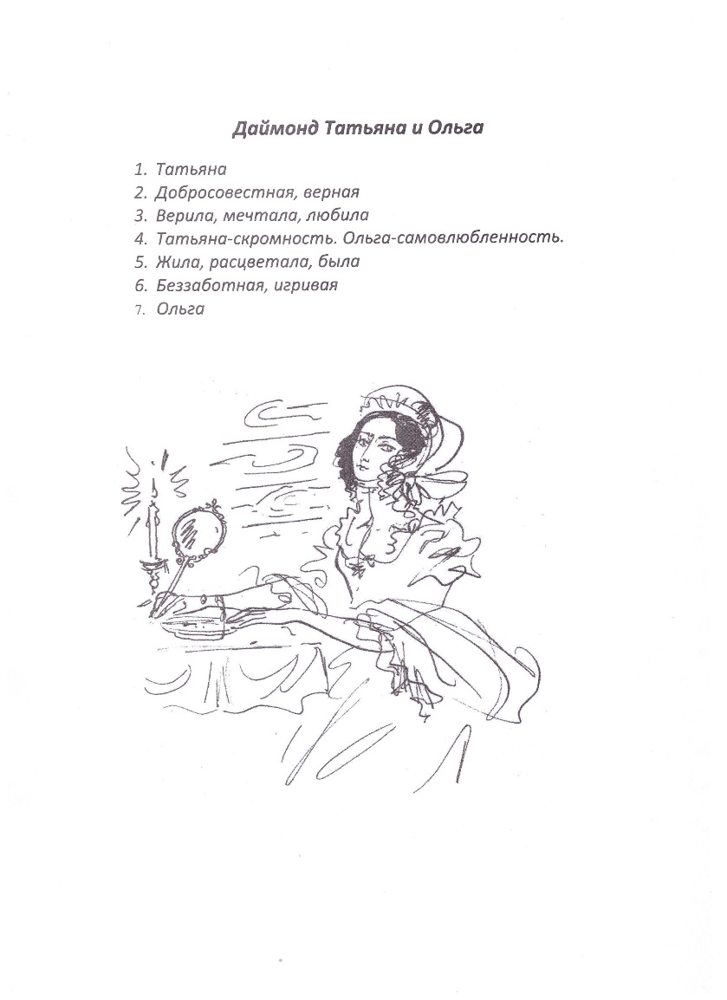 Даймонд Татьяна и Ольга
1. Татьяна
2. Добросовестная, верная
3. Верила, мечтала, любила
4. Татьяна-скромность. Ольга-самовлюбленность.
5. Жила, расцветала, была
6. Беззаботная, игривая
7. Ольга